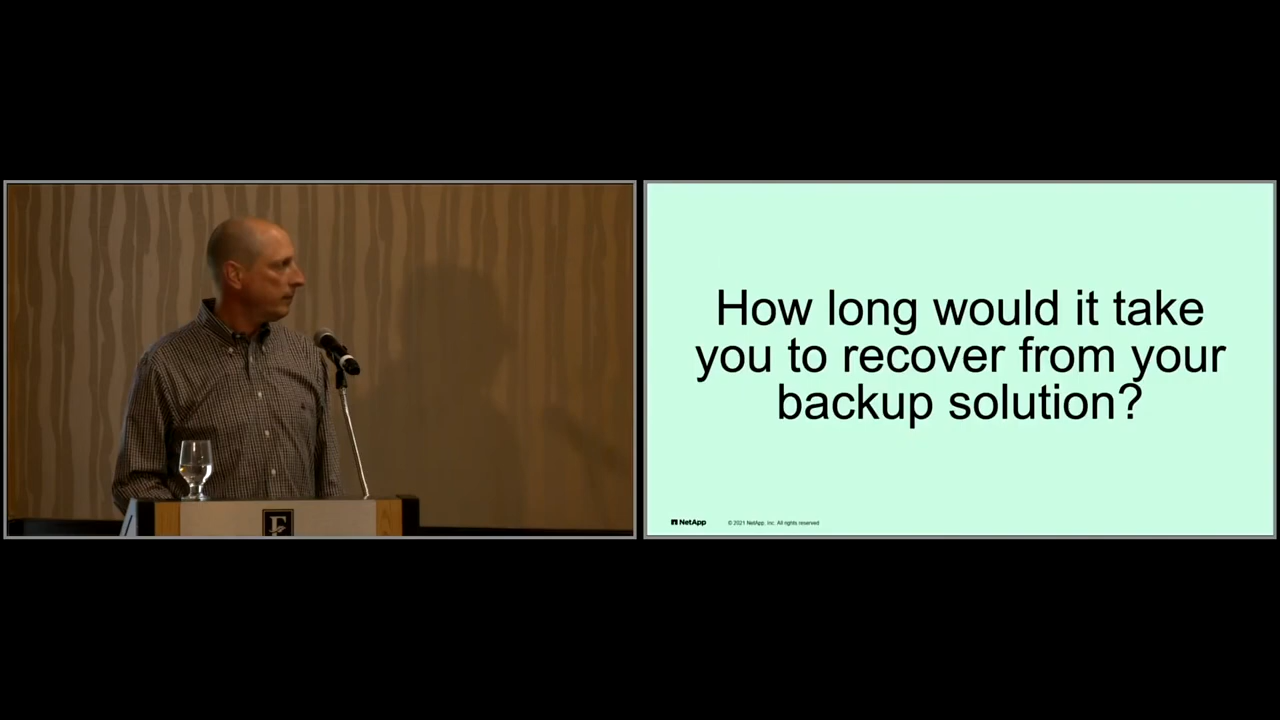 How long would it take
you to recover from your
backup solution?
NetApp
© 2021 NetApp, Inc. All rights reserved
E